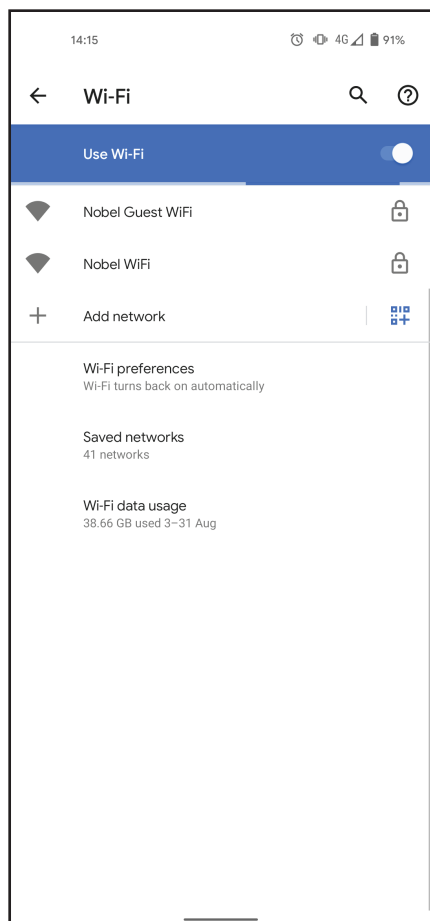 14:15 4G 91%
Wi-Fi
Use Wi-Fi
Nobel Guest WiFi
Nobel WiFi
Add network
Wi-Fi preferences
Wi-Fi turns back on automatically
Saved networks
41 networks
Wi-Fi data usage
38.66 GB used 3–31 Aug